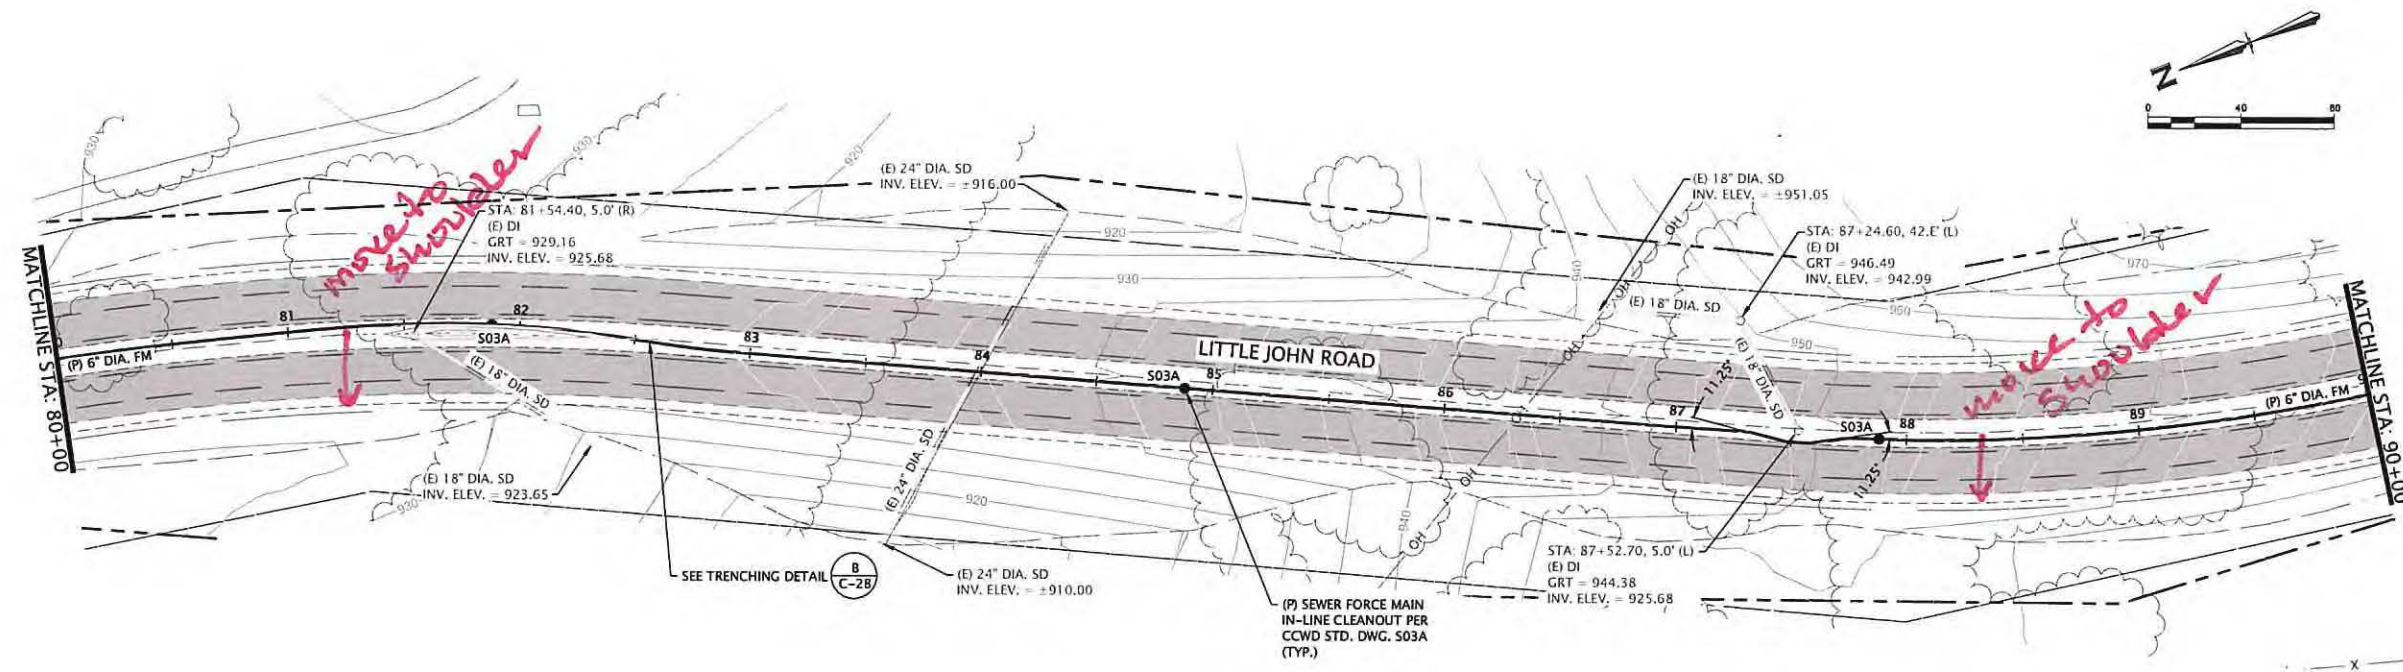 N
0 40 80
930
930
920
(E) 24" DIA. SD
INV. ELEV. = ±916.00
(E) 18" DIA. SD
INV. ELEV. = ±951.05
move to
shoulder
STA: 81+54.40, 5.0' (R)
(E) DI
GRT = 929.16
INV. ELEV. = 925.68
920
930
OH
940
OH
(E) 18" DIA. SD
STA: 87+24.60, 42.E' (L)
(E) DI
GRT = 946.49
INV. ELEV. = 942.99
970
960
950
move to
shoulder
MATCHLINE STA: 80+00
(P) 6" DIA. FM
81
82
S03A
83
84
LITTLE JOHN ROAD
S03A
85
86
OH
87
11.25°
(E) 18" DIA. SD
S03A
88
11.25°
89
(P) 6" DIA. FM
MATCHLINE STA: 90+00
(E) 18" DIA. SD
(E) 24" DIA. SD
(E) 18" DIA. SD
INV. ELEV. = 923.65
930
920
940
OH
OH
SEE TRENCHING DETAIL
B
C-28
(E) 24" DIA. SD
INV. ELEV. = ±910.00
(P) SEWER FORCE MAIN
IN-LINE CLEANOUT PER
CCWD STD. DWG. S03A
(TYP.)
STA: 87+52.70, 5.0' (L)
(E) DI
GRT = 944.38
INV. ELEV. = 925.68
X